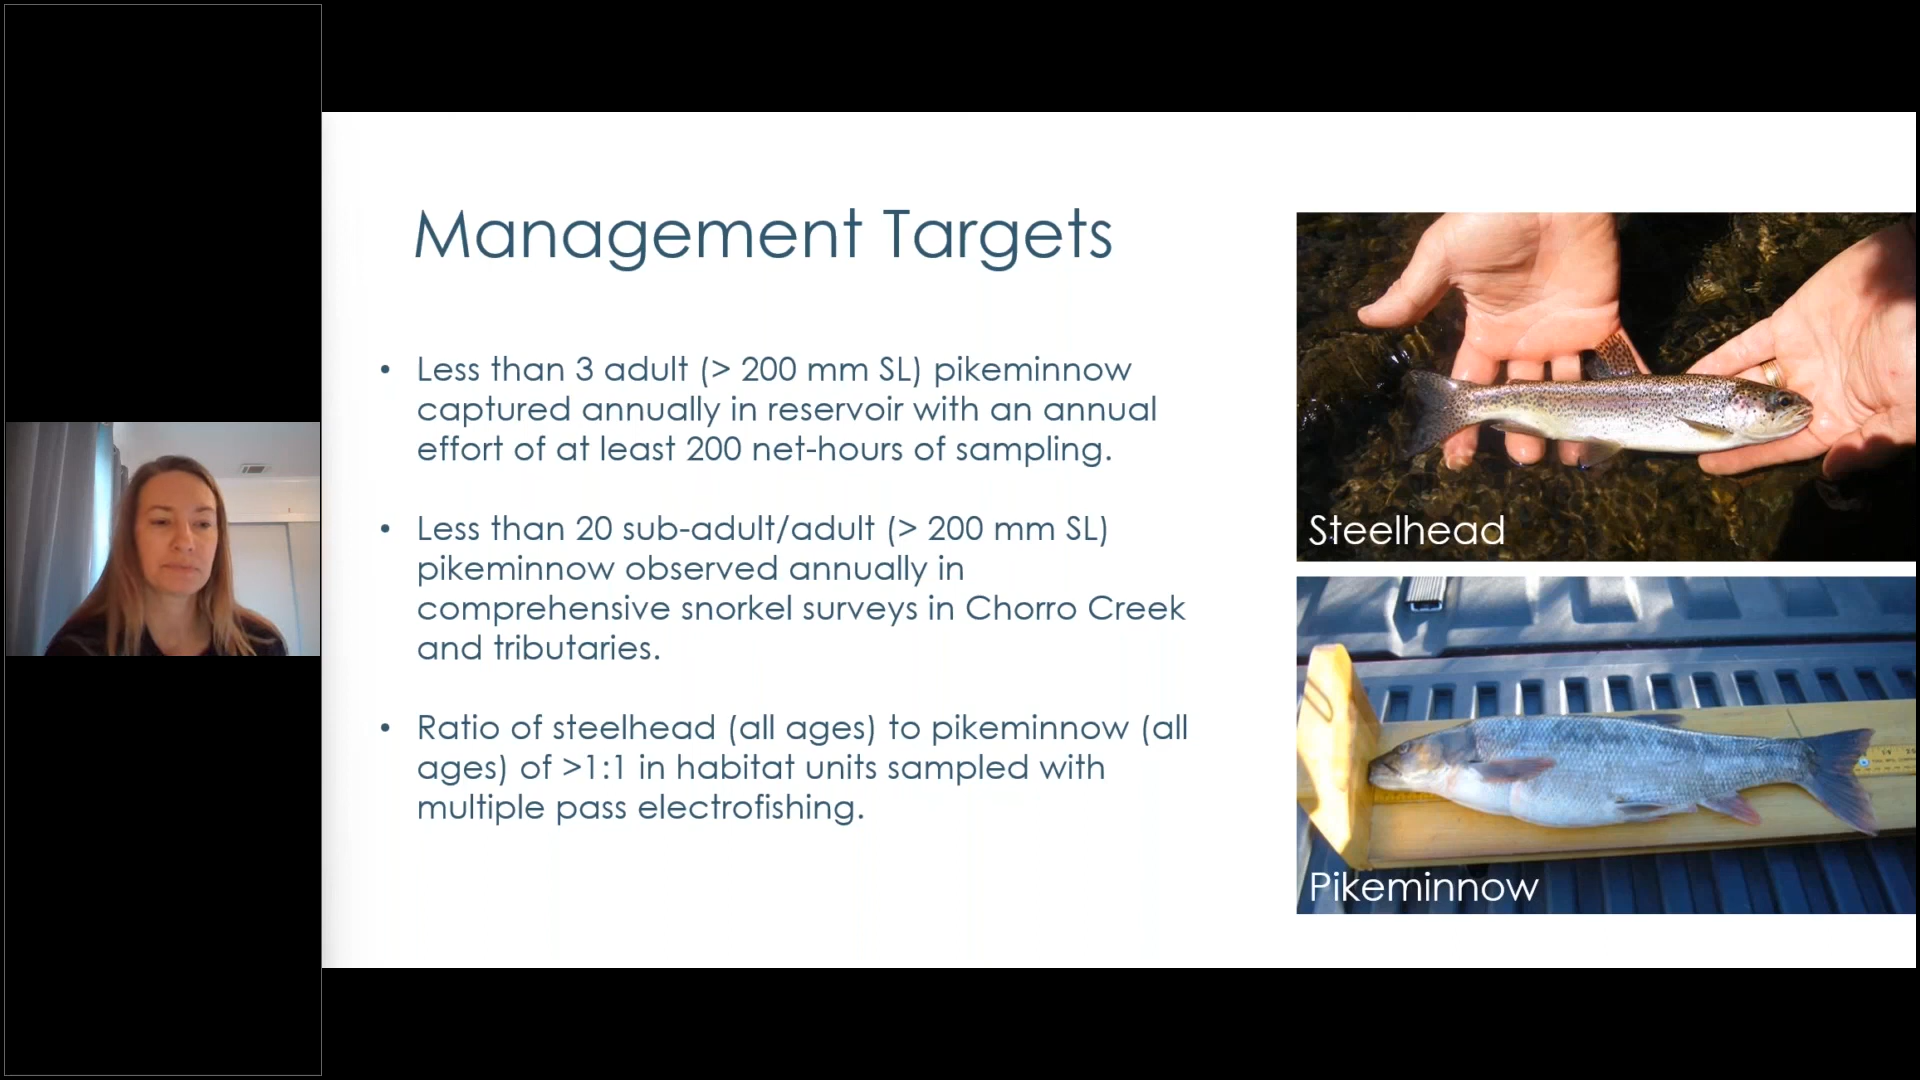 Management Targets
• Less than 3 adult (> 200 mm SL) pikeminnow
captured annually in reservoir with an annual
effort of at least 200 net-hours of sampling.
• Less than 20 sub-adult/adult (> 200 mm SL)
pikeminnow observed annually in
comprehensive snorkel surveys in Chorro Creek
and tributaries.
• Ratio of steelhead (all ages) to pikeminnow (all
ages) of >1:1 in habitat units sampled with
multiple pass electrofishing.
Steelhead
Pikeminnow